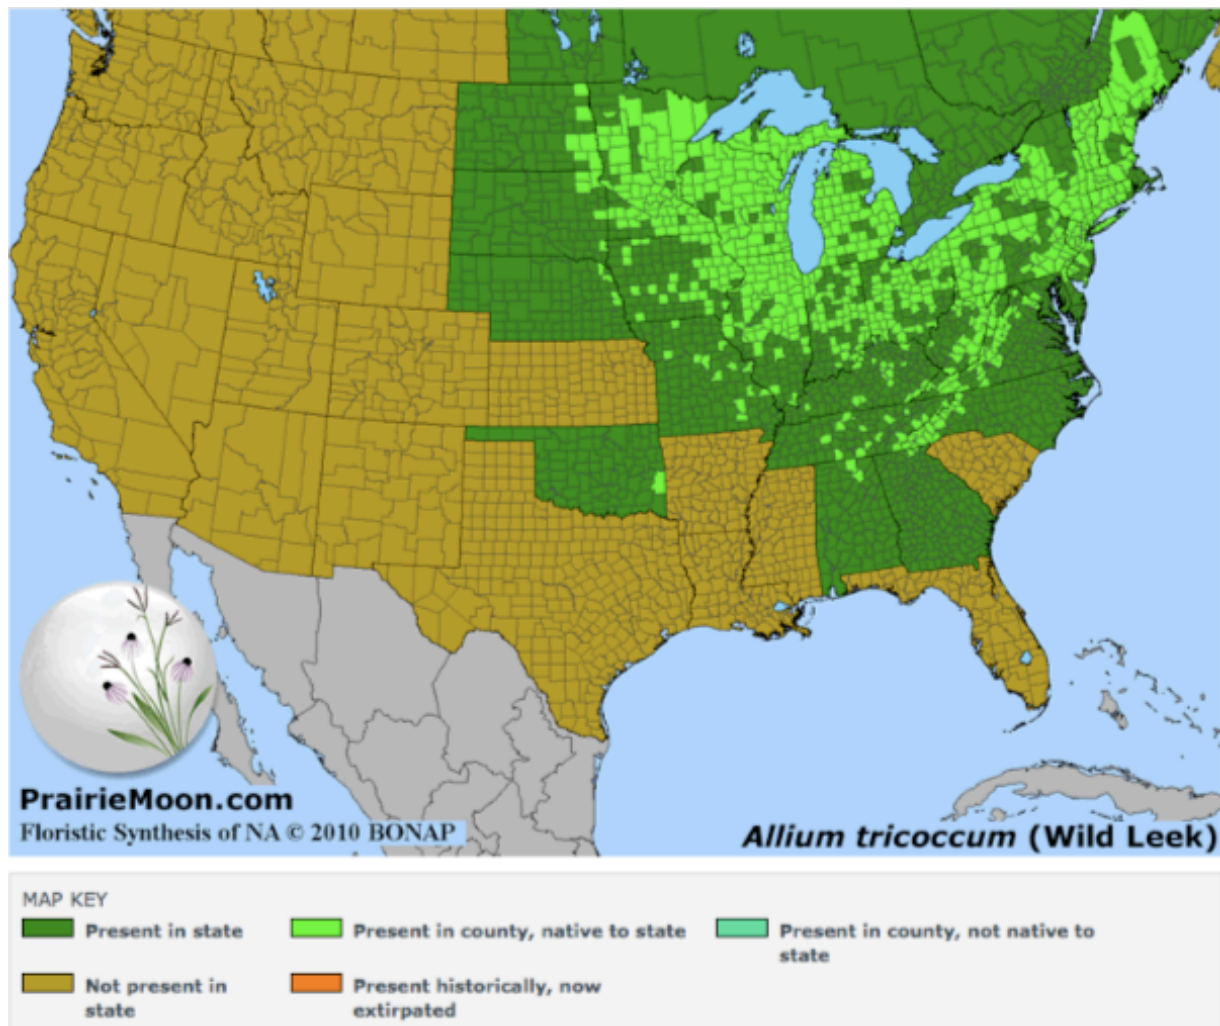 PrairieMoon.com
Floristic Synthesis of NA © 2010 BONAP
Allium tricoccum (Wild Leek)
MAP KEY
Present in state
Present in county, native to state
Present in county, not native to
state
Not present in
state
Present historically, now
extirpated